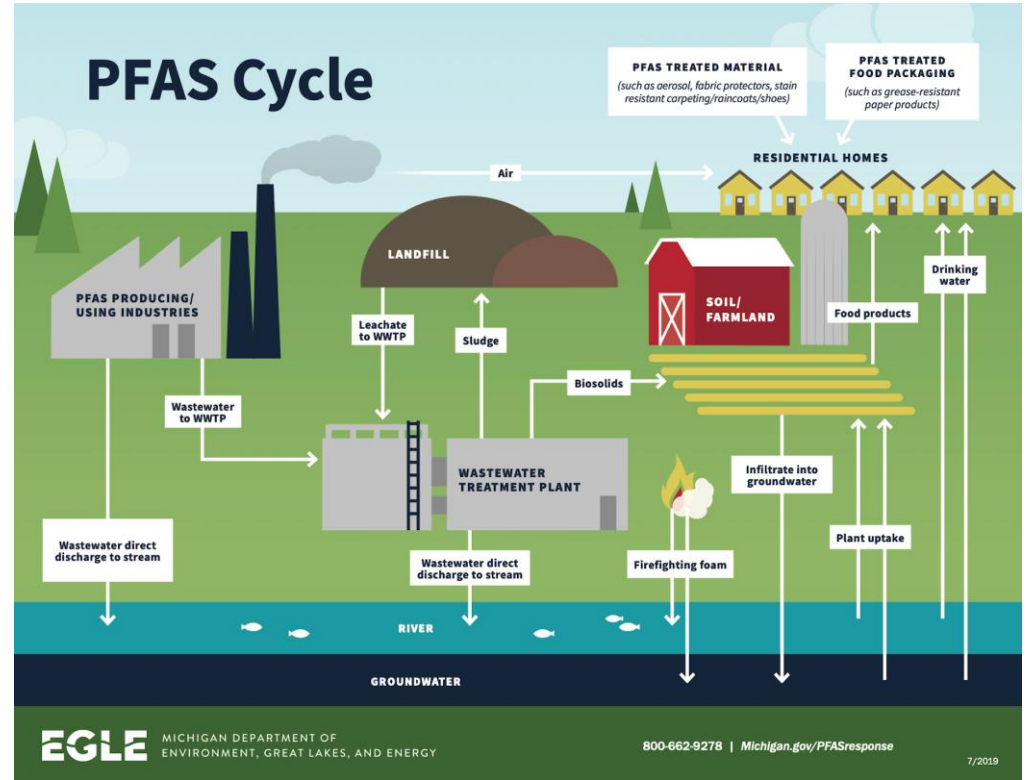 PFAS Cycle
PFAS TREATED MATERIAL
(such as aerosol, fabric protectors, stain
resistant carpeting/raincoats/shoes)
PFAS TREATED
FOOD PACKAGING
(such as grease-resistant
paper products)
RESIDENTIAL HOMES
Air
LANDFILL
PFAS PRODUCING/
USING INDUSTRIES
SOIL/
FARMLAND
Drinking
water
Food products
Leachate
to WWTP
Sludge
Biosolids
Wastewater
to WWTP
WASTEWATER
TREATMENT PLANT
Infiltrate into
groundwater
Plant uptake
Wastewater direct
discharge to stream
Wastewater direct
discharge to stream
Firefighting foam
RIVER
GROUNDWATER
EGLE
MICHIGAN DEPARTMENT OF
ENVIRONMENT, GREAT LAKES, AND ENERGY
800-662-9278 | Michigan.gov/PFASresponse
7/2019